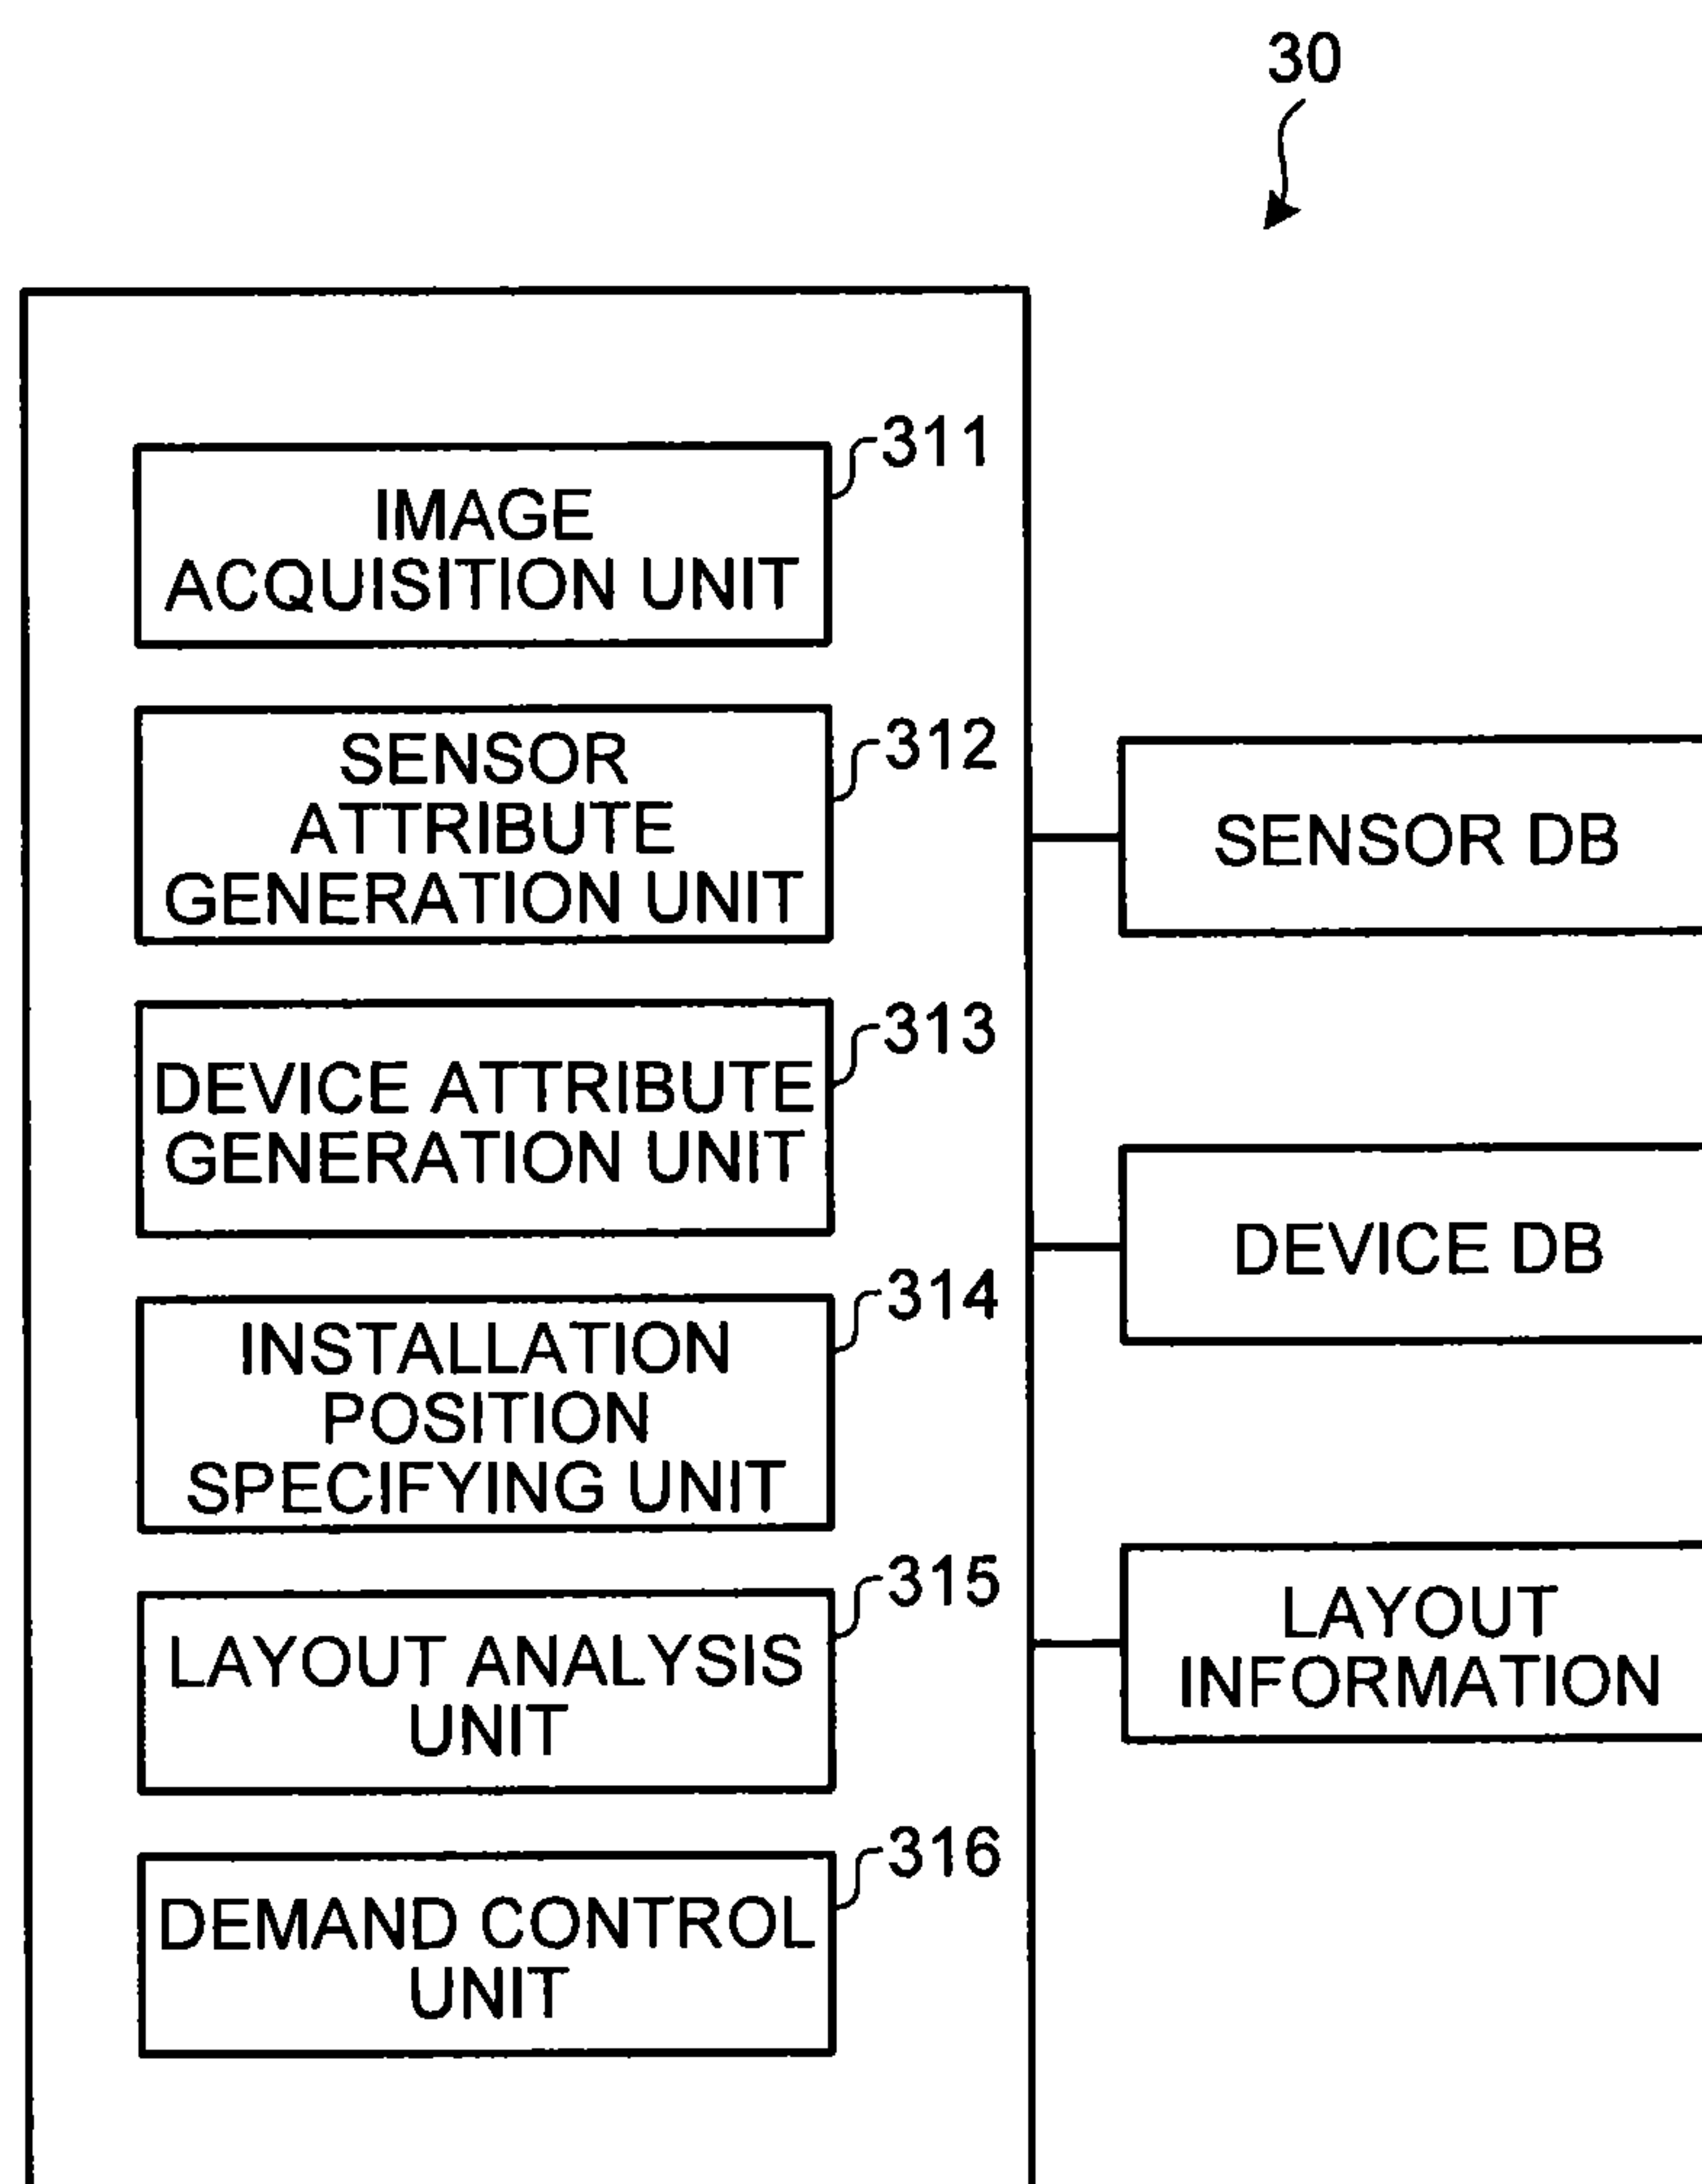 30
311
IMAGE
ACQUISITION UNIT
312
SENSOR
ATTRIBUTE
GENERATION UNIT
313
DEVICE ATTRIBUTE
GENERATION UNIT
314
INSTALLATION
POSITION
SPECIFYING UNIT
315
LAYOUT ANALYSIS
UNIT
316
DEMAND CONTROL
UNIT
SENSOR DB
DEVICE DB
LAYOUT
INFORMATION